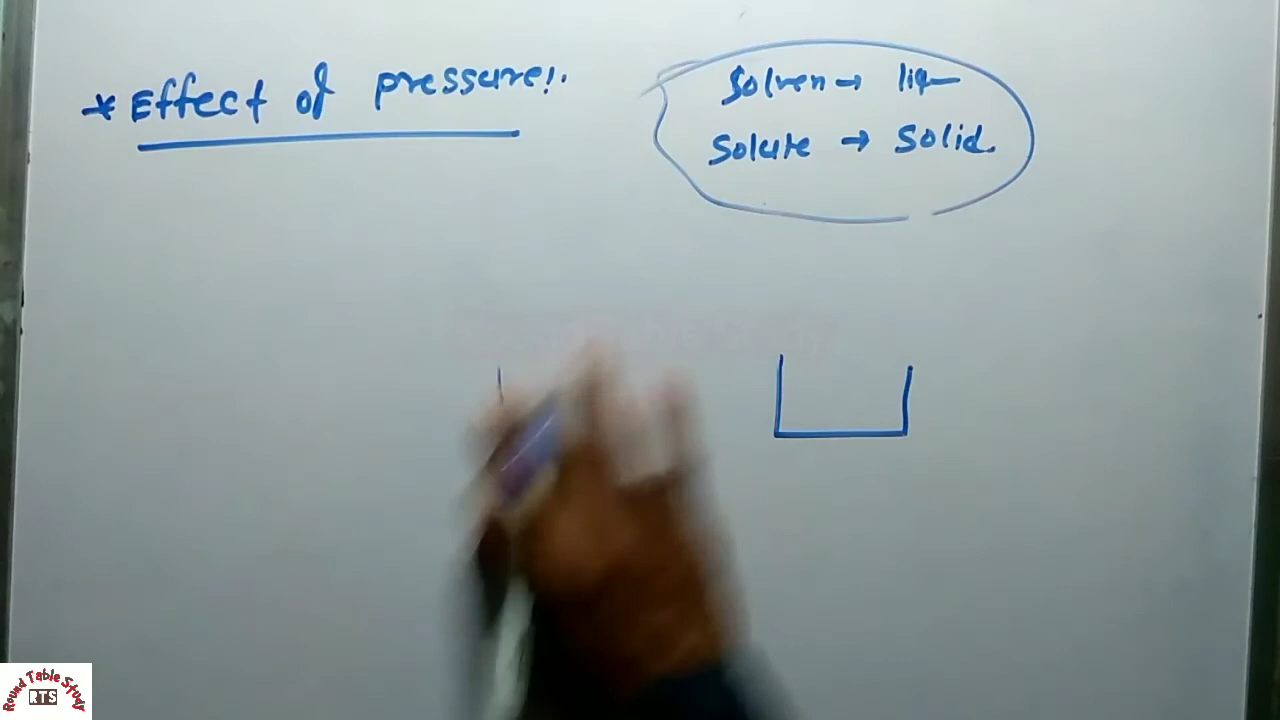 * Effect of pressure!.
Solven → liq
Solute → Solid.
Round Table Study
RTS